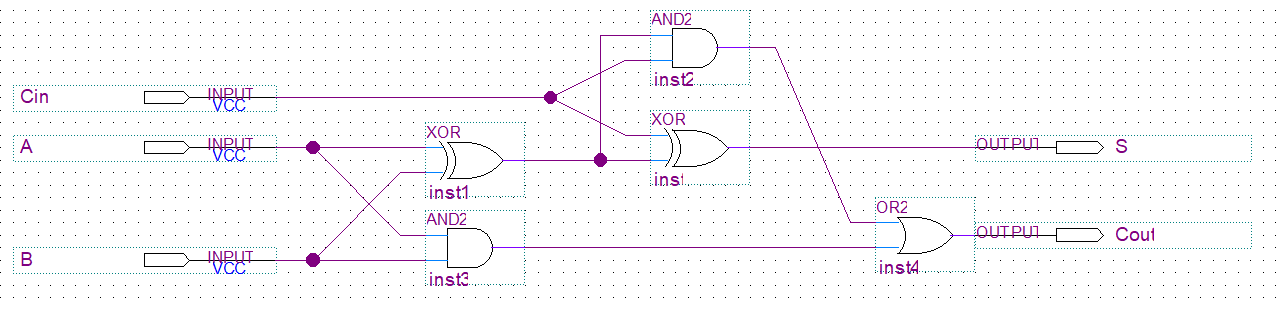 AND2
inst2
Cin
INPUT
VCC
XOR
inst
A
INPUT
VCC
XOR
inst1
OUTPUT
S
AND2
inst3
B
INPUT
VCC
OR2
inst4
OUTPUT
Cout